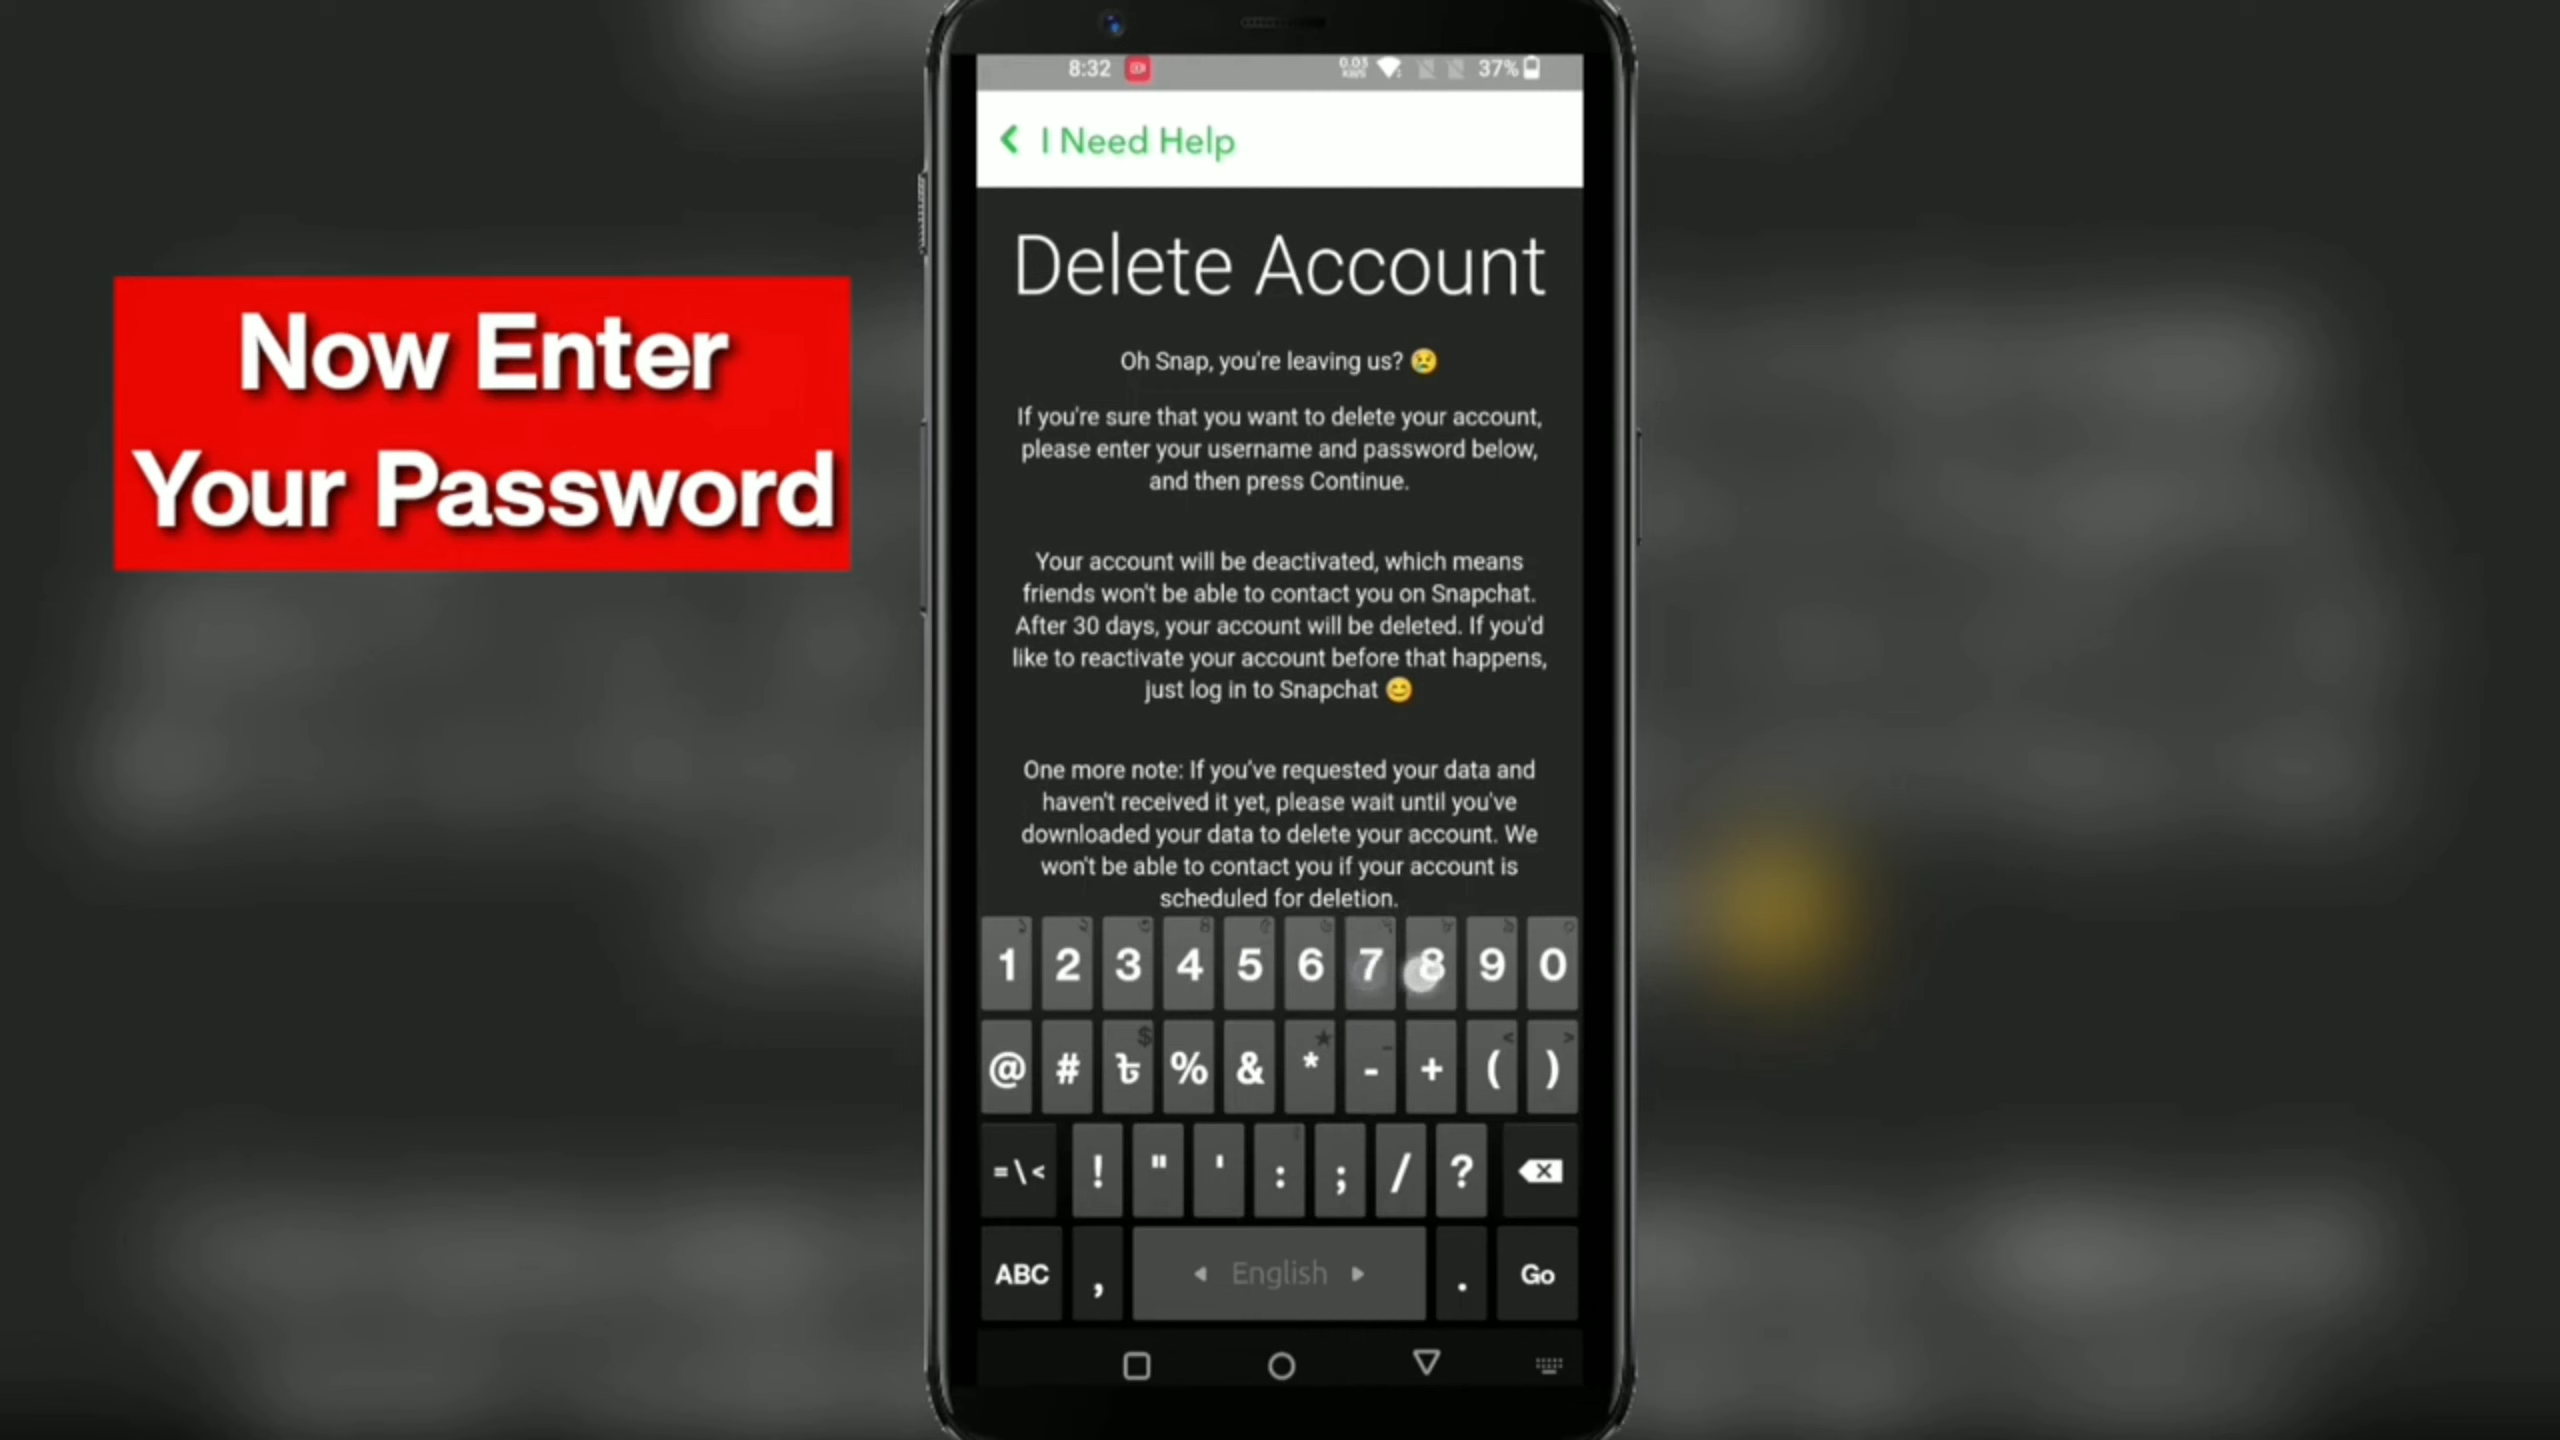 8:32
0.03
KB/S
37%
I Need Help
Delete Account
Now Enter
Your Password
Oh Snap, you're leaving us? 😢
If you're sure that you want to delete your account,
please enter your username and password below,
and then press Continue.
Your account will be deactivated, which means
friends won't be able to contact you on Snapchat.
After 30 days, your account will be deleted. If you'd
like to reactivate your account before that happens,
just log in to Snapchat 😊
One more note: If you've requested your data and
haven't received it yet, please wait until you've
downloaded your data to delete your account. We
won't be able to contact you if your account is
scheduled for deletion.
1 2 3 4 5 6 7 8 9 0
@ # ৳ % & * - + ( )
=\< ! " ' : ; / ?
ABC , English . Go